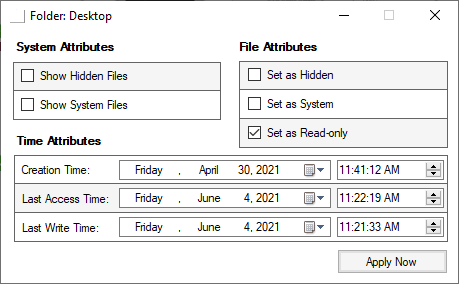 Folder: Desktop
System Attributes
File Attributes
Show Hidden Files
Set as Hidden
Show System Files
Set as System
Set as Read-only
Time Attributes
Creation Time: Friday , April 30, 2021 11:41:12 AM
Last Access Time: Friday , June 4, 2021 11:22:19 AM
Last Write Time: Friday , June 4, 2021 11:21:33 AM
Apply Now